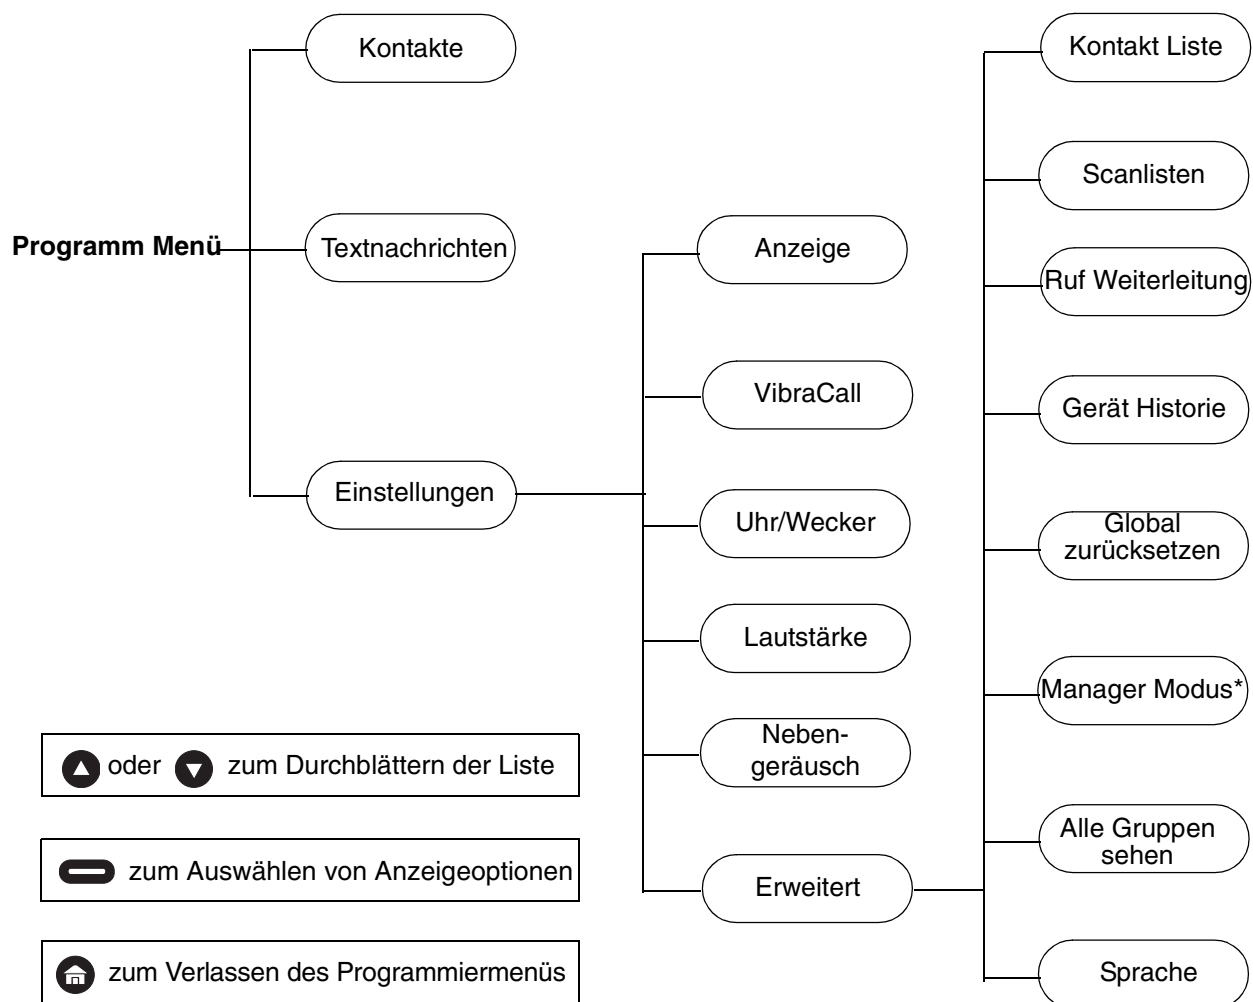 Programm Menü
Kontakte
Textnachrichten
Einstellungen
Anzeige
VibraCall
Uhr/Wecker
Lautstärke
Neben-
geräusch
Erweitert
Kontakt Liste
Scanlisten
Ruf Weiterleitung
Gerät Historie
Global
zurücksetzen
Manager Modus*
Alle Gruppen
sehen
Sprache
oder zum Durchblättern der Liste
zum Auswählen von Anzeigeoptionen
zum Verlassen des Programmiermenüs